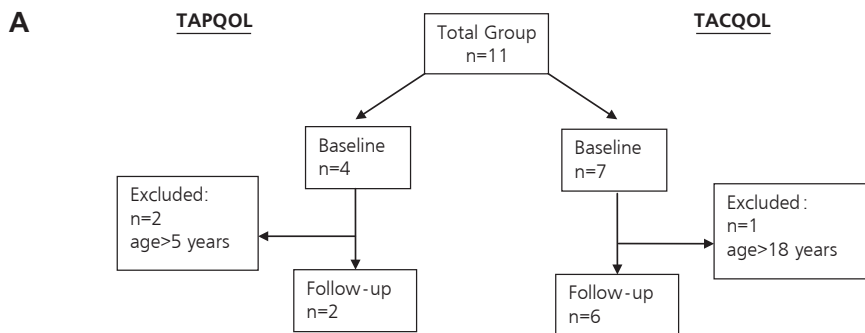 A
TAPQOL
TACQOL
Total Group
n=11
Baseline
n=4
Baseline
n=7
Excluded:
n=2
age>5 years
Excluded:
n=1
age>18 years
Follow-up
n=2
Follow-up
n=6